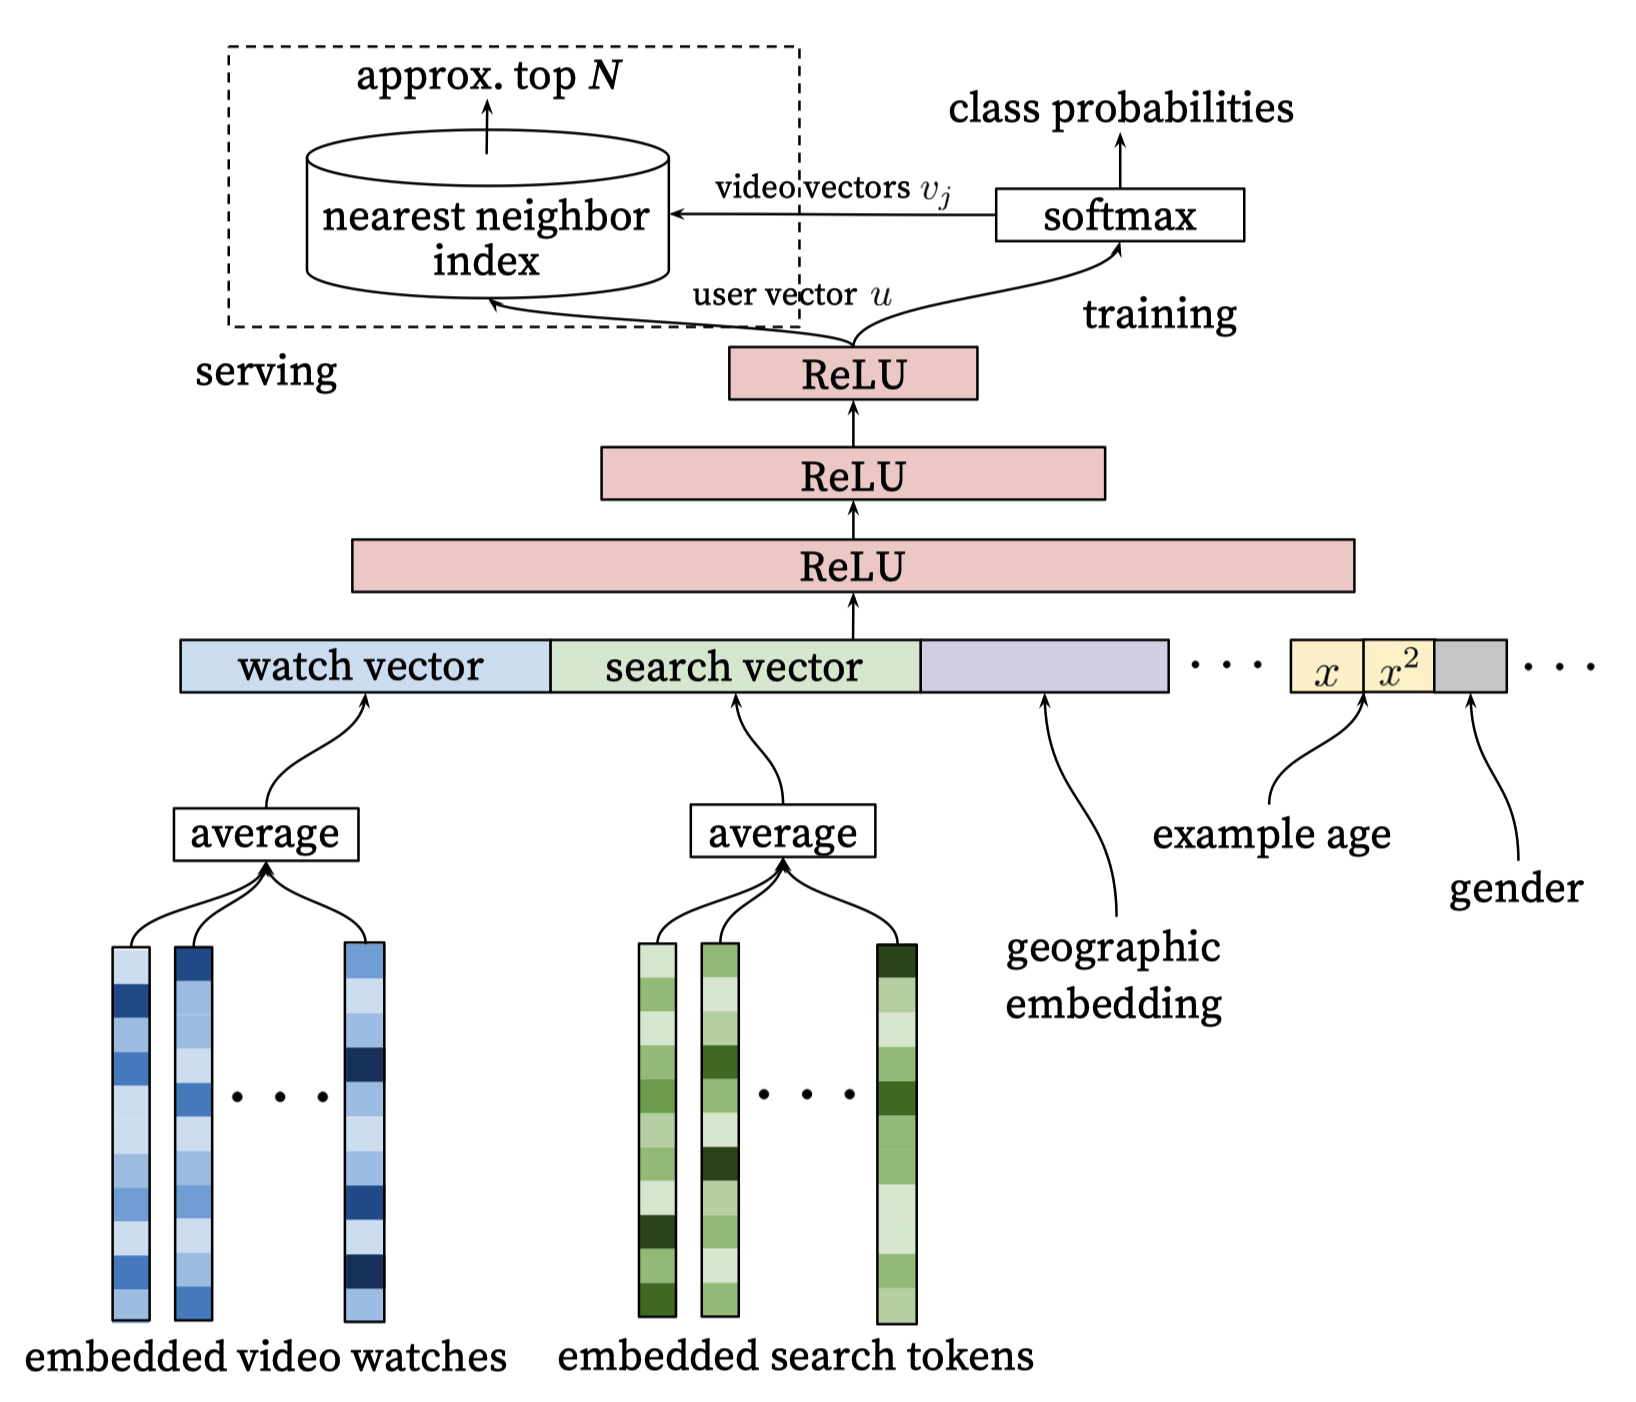 approx. top N
class probabilities
video vectors v_j
nearest neighbor
index
softmax
user vector u
training
serving
ReLU
ReLU
ReLU
watch vector
search vector
x
x²
average
average
example age
gender
geographic
embedding
embedded video watches
embedded search tokens